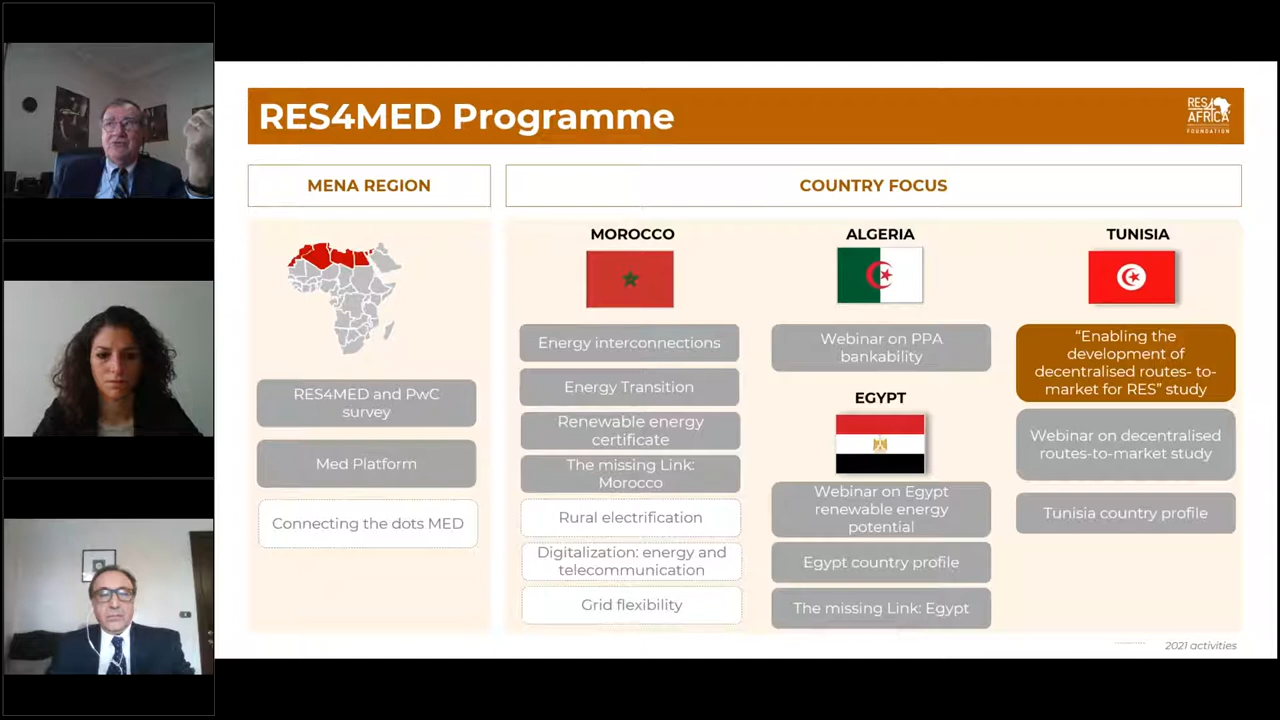 RES4MED Programme
RES4
AFRICA
FOUNDATION
MENA REGION
COUNTRY FOCUS
RES4MED and PwC
survey
Med Platform
Connecting the dots MED
MOROCCO
Energy interconnections
Energy Transition
Renewable energy
certificate
The missing Link:
Morocco
Rural electrification
Digitalization: energy and
telecommunication
Grid flexibility
ALGERIA
Webinar on PPA
bankability
EGYPT
Webinar on Egypt
renewable energy
potential
Egypt country profile
The missing Link: Egypt
TUNISIA
“Enabling the
development of
decentralised routes- to-
market for RES” study
Webinar on decentralised
routes-to-market study
Tunisia country profile
2021 activities